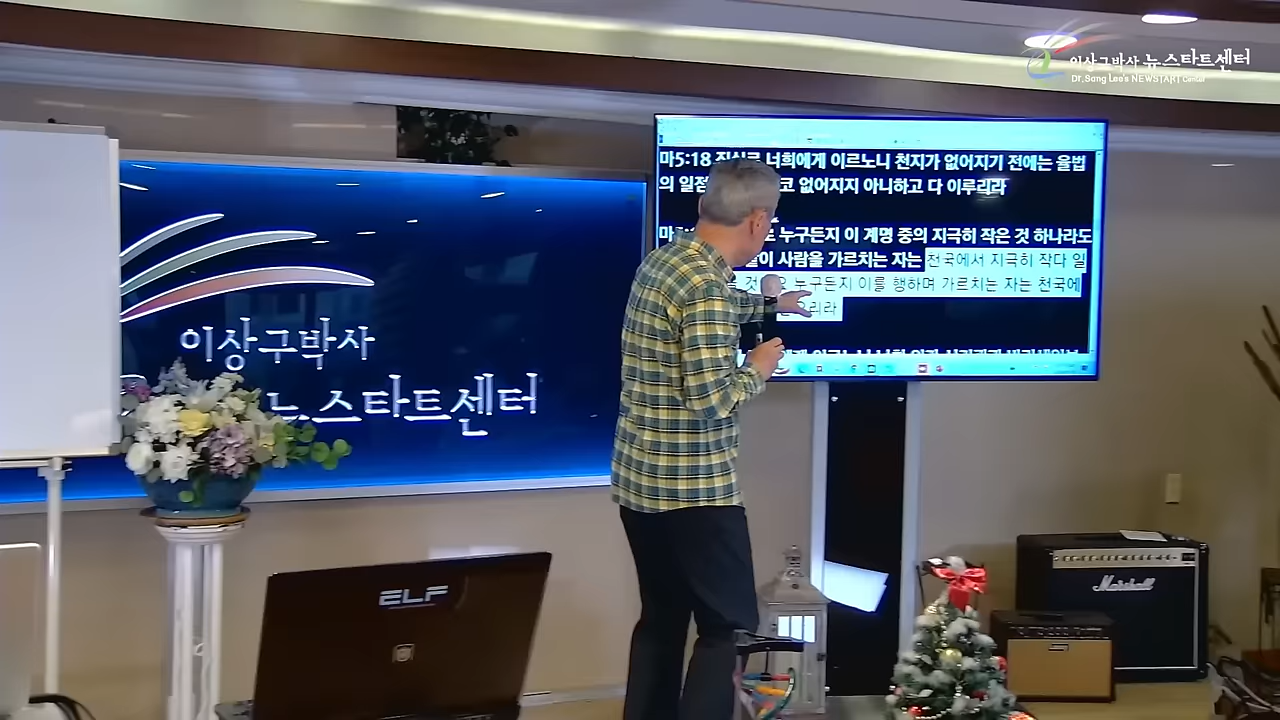 이상구박사 뉴스타트센터
Dr.Sang Lee's NEWSTART Center
마5:18 진실로 너희에게 이르노니 천지가 없어지기 전에는 율법
의 일점 없어지지 아니하고 다 이루리라
누구든지 이 계명 중의 지극히 작은 것 하나라도
사람을 가르치는 자는 천국에서 지극히 작다 일
누구든지 이를 행하며 가르치는 자는 천국에
이상구박사
뉴스타트센터
ELF
Marshall